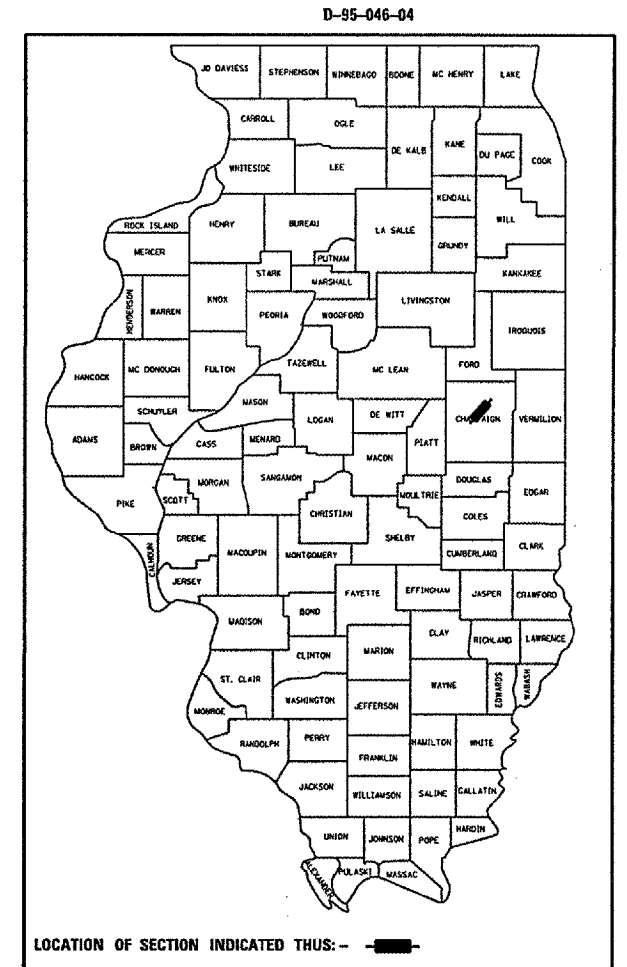 D-95-046-04
JO DAVIESS
STEPHENSON
WINNEBAGO
BOONE
MC HENRY
LAKE
CARROLL
OGLE
DE KALB
KANE
DU PAGE
COOK
WHITESIDE
LEE
KENDALL
WILL
ROCK ISLAND
HENRY
BUREAU
LA SALLE
GRUNDY
MERCER
PUTNAM
STARK
MARSHALL
KANKAKEE
HENDERSON
WARREN
KNOX
PEORIA
WOODFORD
LIVINGSTON
IROQUOIS
HANCOCK
MC DONOUGH
FULTON
TAZEWELL
MC LEAN
FORD
SCHUYLER
MASON
LOGAN
DE WITT
CHAMPAIGN
VERMILION
ADAMS
BROWN
CASS
MENARD
MACON
PIATT
PIKE
SCOTT
MORGAN
SANGAMON
CHRISTIAN
MOULTRIE
DOUGLAS
EDGAR
COLES
CALHOUN
GREENE
MACOUPIN
MONTGOMERY
SHELBY
CUMBERLAND
CLARK
JERSEY
FAYETTE
EFFINGHAM
JASPER
CRAWFORD
MADISON
BOND
CLAY
RICHLAND
LAWRENCE
CLINTON
MARION
ST. CLAIR
WAYNE
EDWARDS
WABASH
WASHINGTON
JEFFERSON
MONROE
RANDOLPH
PERRY
HAMILTON
WHITE
FRANKLIN
JACKSON
WILLIAMSON
SALINE
GALLATIN
UNION
JOHNSON
POPE
HARDIN
ALEXANDER
PULASKI
MASSAC
LOCATION OF SECTION INDICATED THUS:-